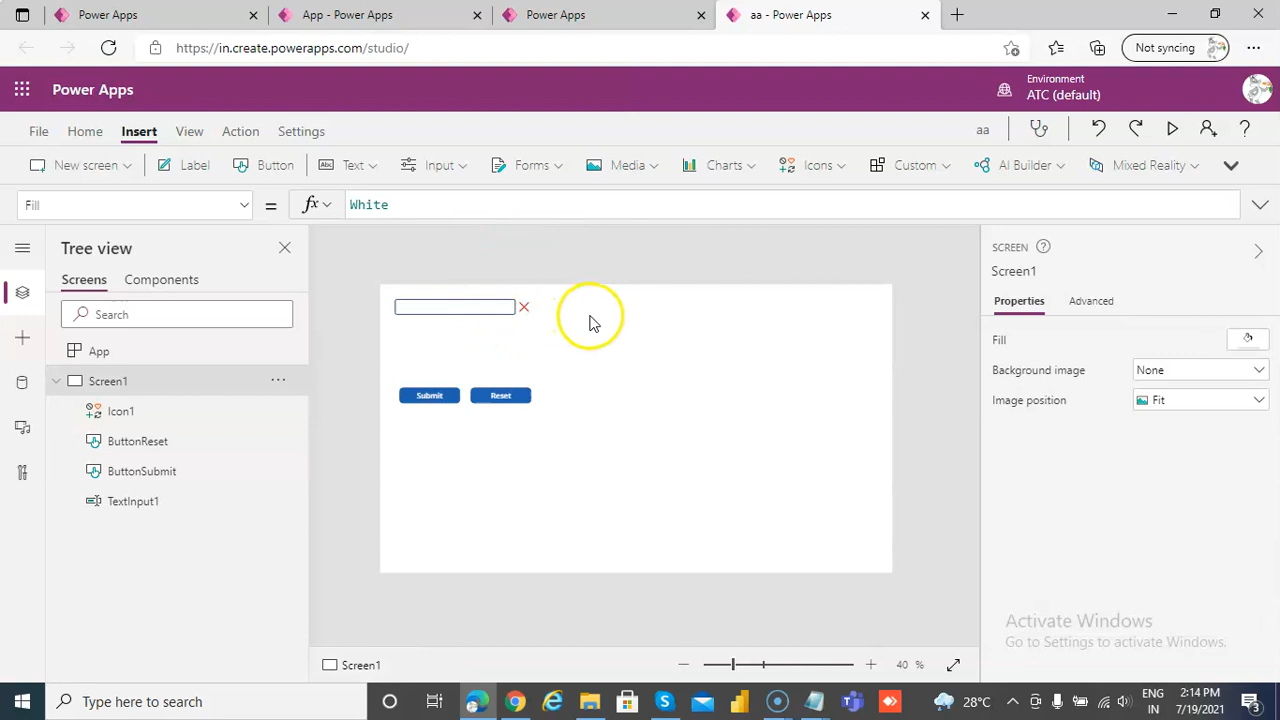 Power Apps
App - Power Apps
Power Apps
aa - Power Apps
https://in.create.powerapps.com/studio/
Not syncing
Power Apps
Environment
ATC (default)
File
Home
Insert
View
Action
Settings
aa
New screen
Label
Button
Abc
Text
Input
Forms
Media
Charts
Icons
Custom
AI Builder
Mixed Reality
Fill
=
fx
White
Tree view
Screens
Components
Search
App
Screen1
Icon1
ButtonReset
ButtonSubmit
TextInput1
Submit
Reset
SCREEN
Screen1
Properties
Advanced
Fill
Background image
None
Image position
Fit
Activate Windows
Go to Settings to activate Windows.
Screen1
40 %
Type here to search
28°C
ENG
IN
2:14 PM
7/19/2021
3